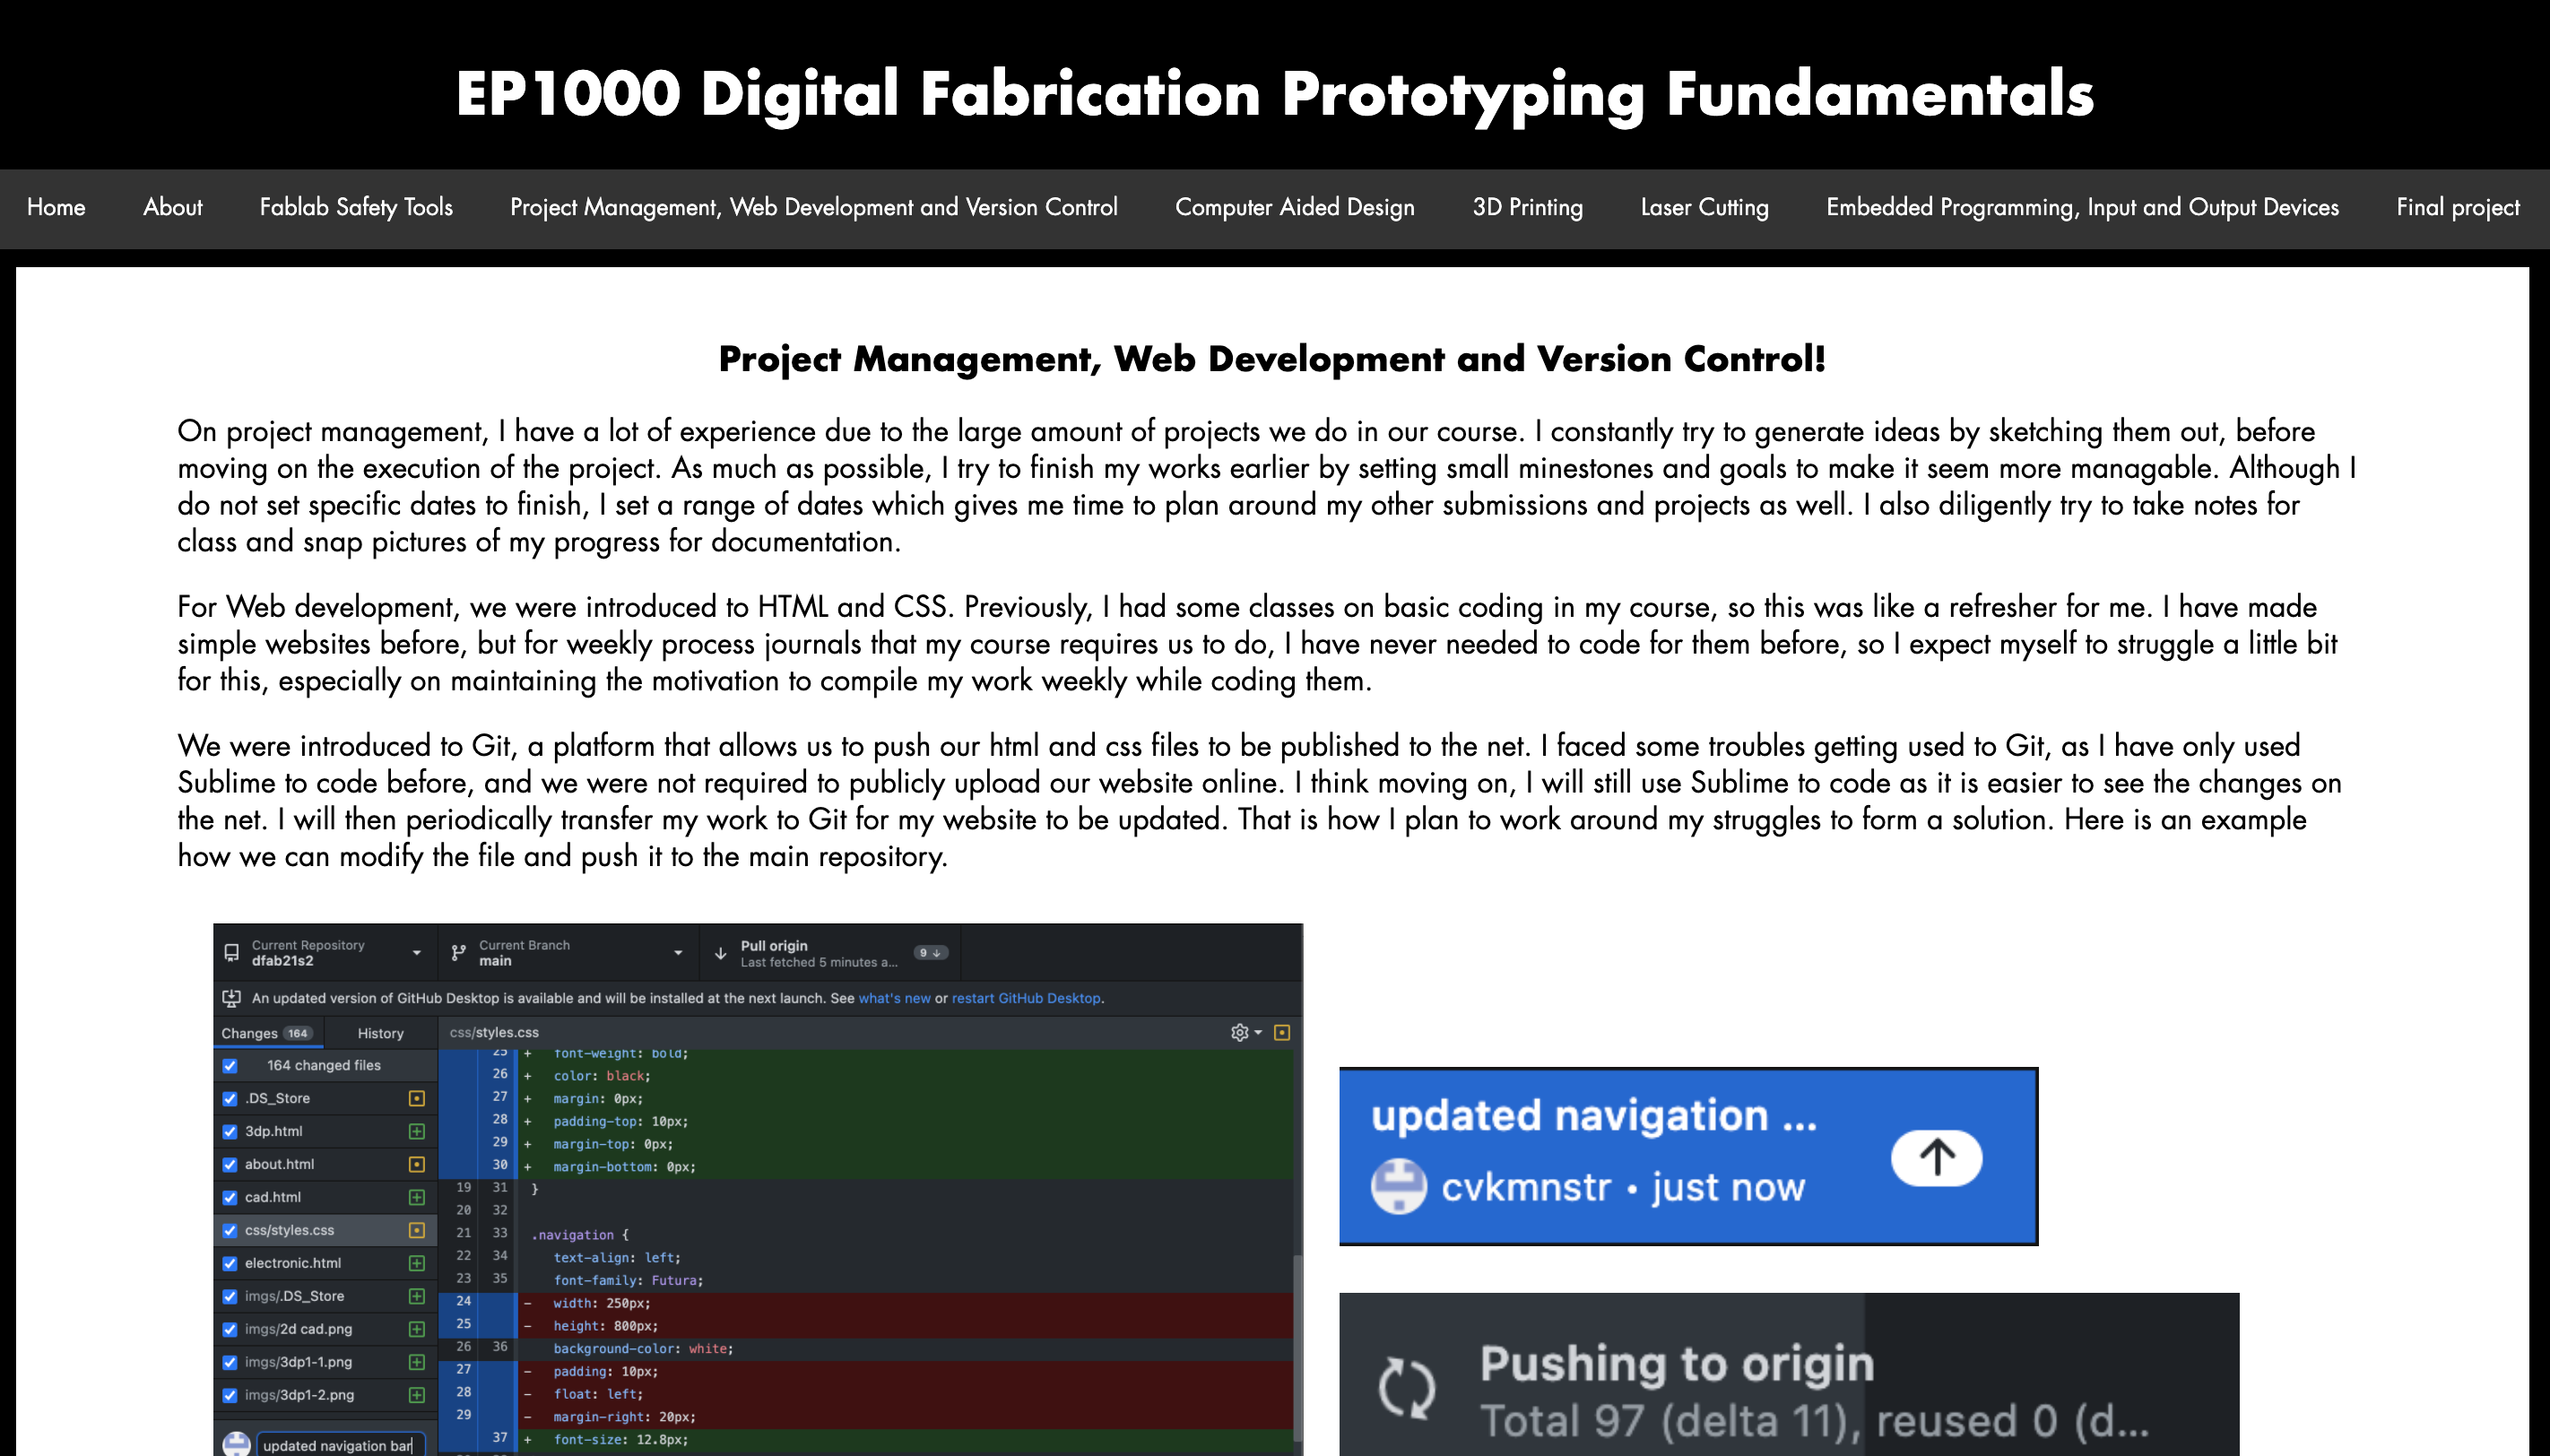 EP1000 Digital Fabrication Prototyping Fundamentals
Home About Fablab Safety Tools Project Management, Web Development and Version Control Computer Aided Design 3D Printing Laser Cutting Embedded Programming, Input and Output Devices Final project
Project Management, Web Development and Version Control!
On project management, I have a lot of experience due to the large amount of projects we do in our course. I constantly try to generate ideas by sketching them out, before
moving on the execution of the project. As much as possible, I try to finish my works earlier by setting small minestones and goals to make it seem more managable. Although I
do not set specific dates to finish, I set a range of dates which gives me time to plan around my other submissions and projects as well. I also diligently try to take notes for
class and snap pictures of my progress for documentation.
For Web development, we were introduced to HTML and CSS. Previously, I had some classes on basic coding in my course, so this was like a refresher for me. I have made
simple websites before, but for weekly process journals that my course requires us to do, I have never needed to code for them before, so I expect myself to struggle a little bit
for this, especially on maintaining the motivation to compile my work weekly while coding them.
We were introduced to Git, a platform that allows us to push our html and css files to be published to the net. I faced some troubles getting used to Git, as I have only used
Sublime to code before, and we were not required to publicly upload our website online. I think moving on, I will still use Sublime to code as it is easier to see the changes on
the net. I will then periodically transfer my work to Git for my website to be updated. That is how I plan to work around my struggles to form a solution. Here is an example
how we can modify the file and push it to the main repository.
Current Repository
dfab21s2
Current Branch
main
Pull origin
Last fetched 5 minutes a...
9
An updated version of GitHub Desktop is available and will be installed at the next launch. See what's new or restart GitHub Desktop.
Changes 164
History
css/styles.css
164 changed files
.DS_Store
3dp.html
about.html
cad.html
css/styles.css
electronic.html
imgs/.DS_Store
imgs/2d cad.png
imgs/3dp1-1.png
imgs/3dp1-2.png
updated navigation bar
25 + font-weight: bold;
26 + color: black;
27 + margin: 0px;
28 + padding-top: 10px;
29 + margin-top: 0px;
30 + margin-bottom: 0px;
19 31 }
20 32
21 33 .navigation {
22 34 text-align: left;
23 35 font-family: Futura;
24 - width: 250px;
25 - height: 800px;
26 36 background-color: white;
27 - padding: 10px;
28 - float: left;
29 - margin-right: 20px;
37 + font-size: 12.8px;
updated navigation ...
cvkmnstr • just now
Pushing to origin
Total 97 (delta 11), reused 0 (d...